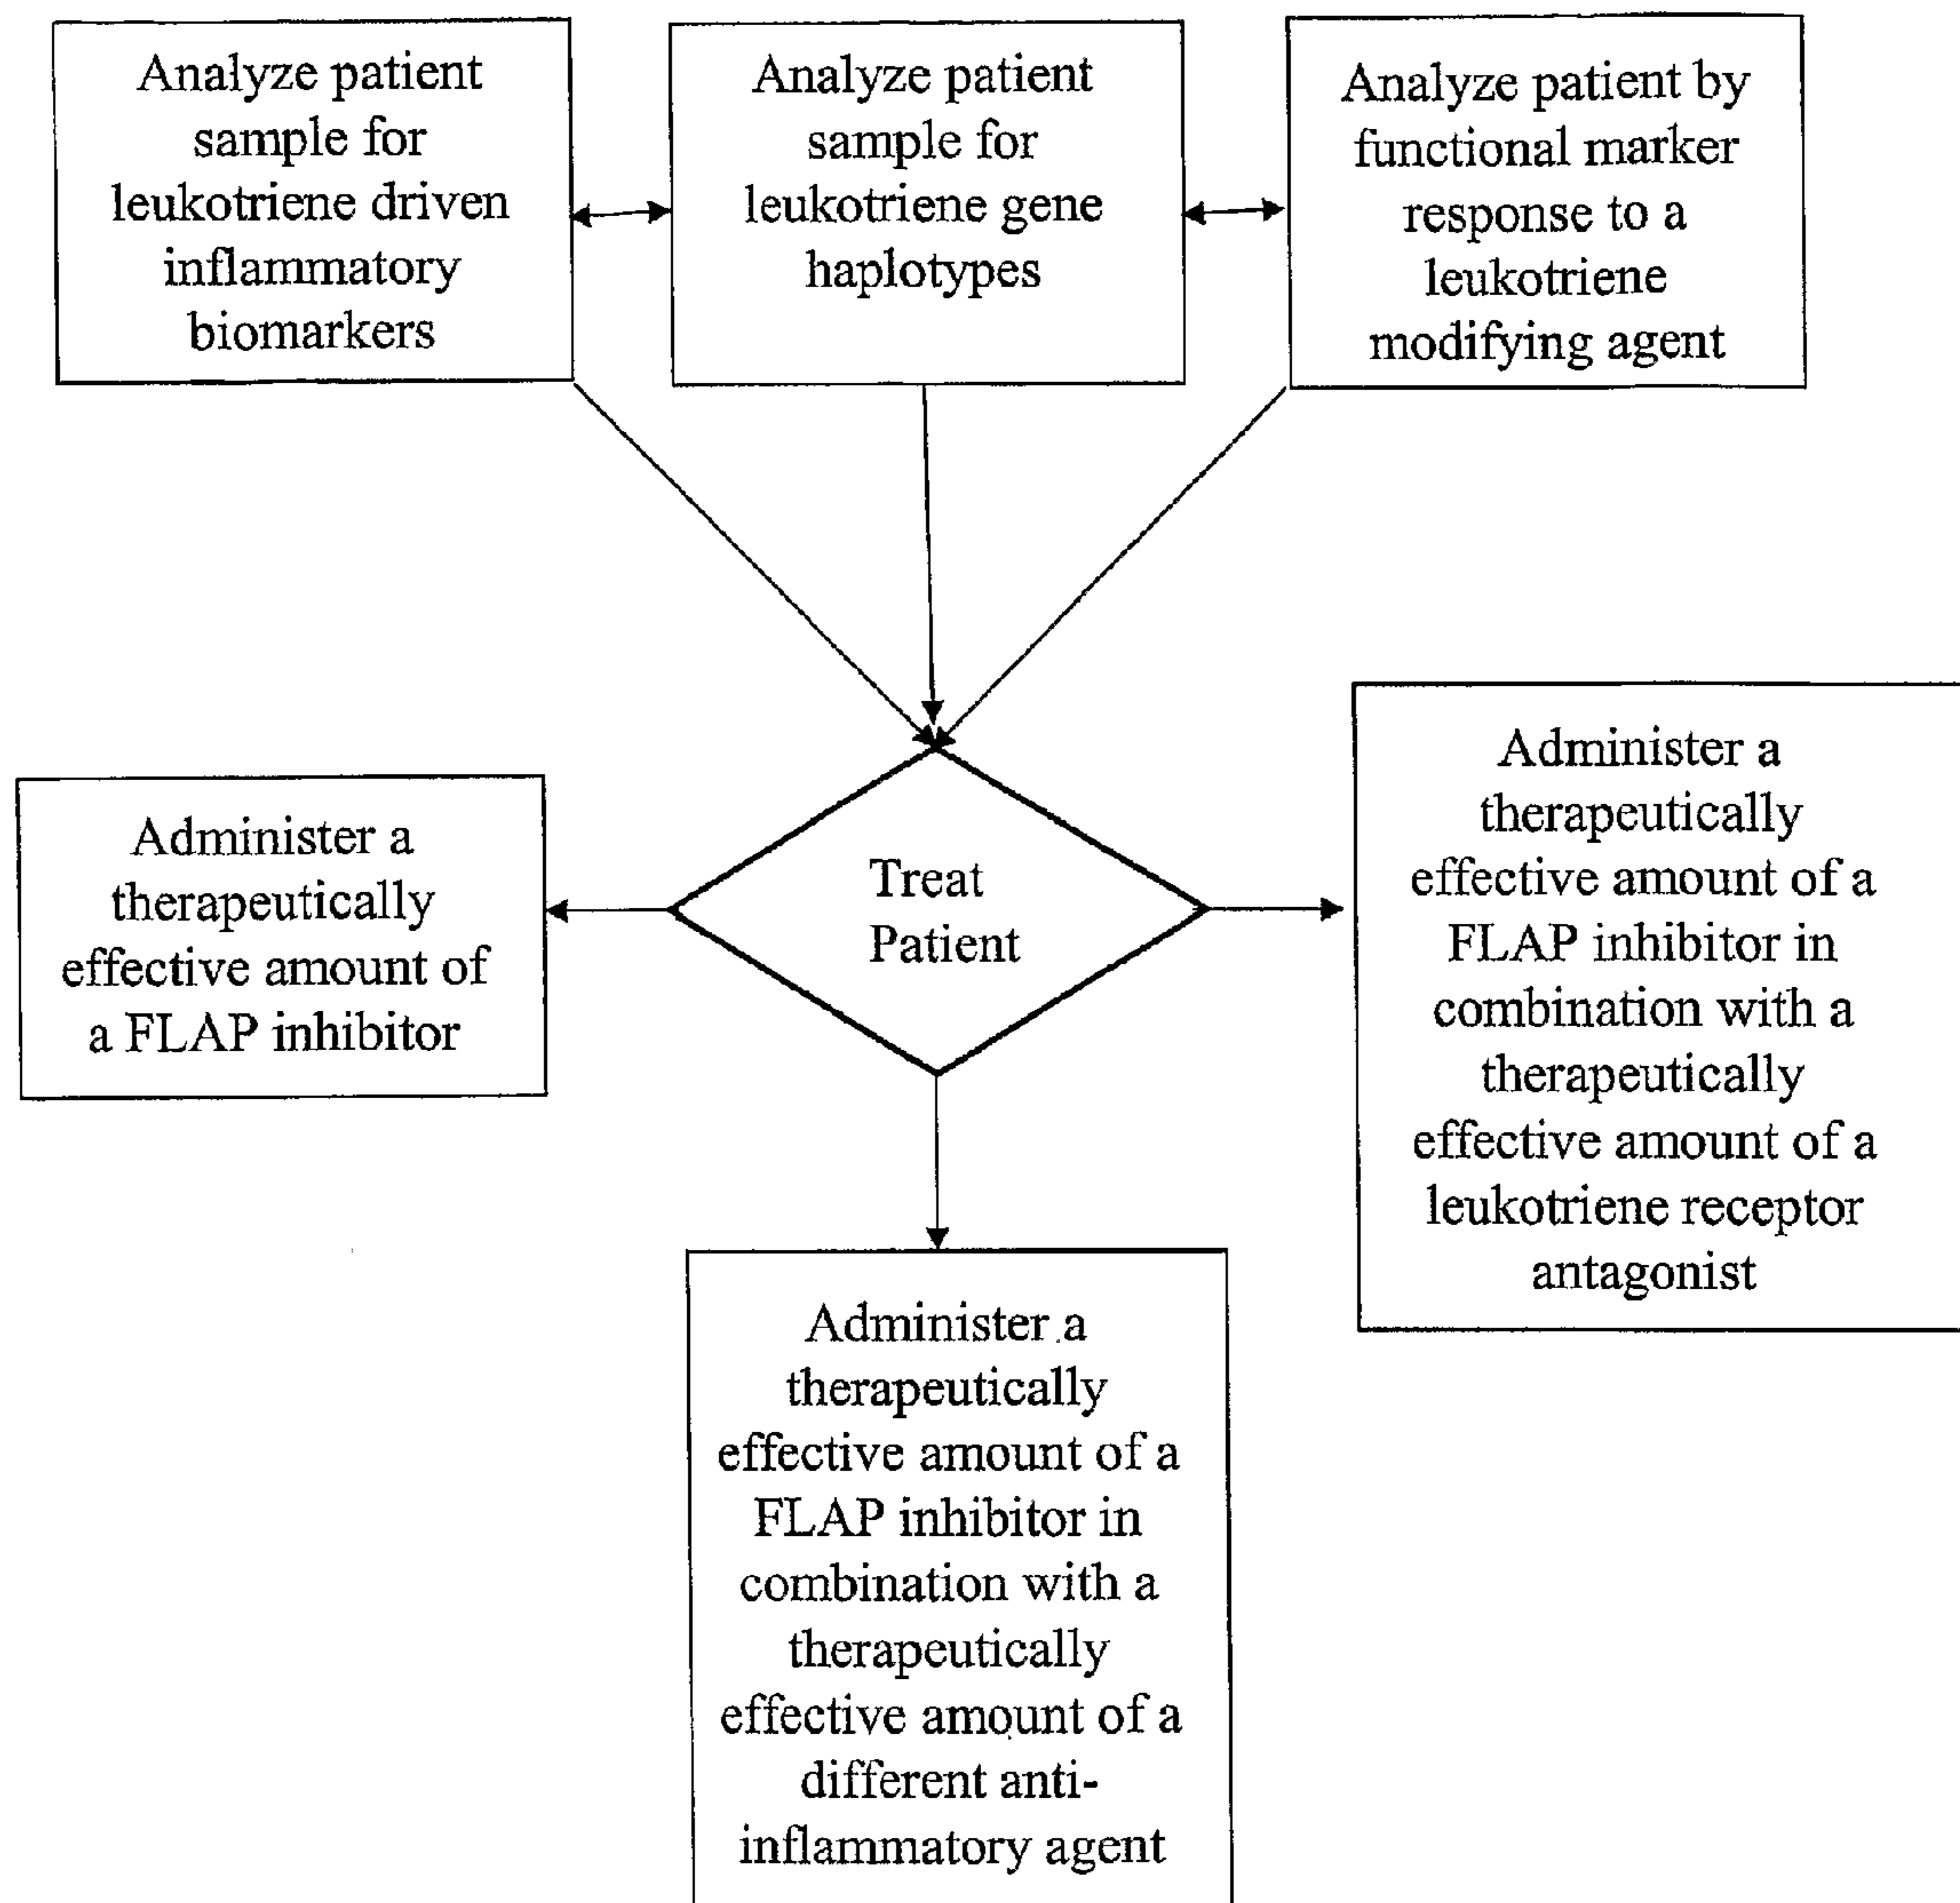 Analyze patient
sample for
leukotriene driven
inflammatory
biomarkers
Analyze patient
sample for
leukotriene gene
haplotypes
Analyze patient by
functional marker
response to a
leukotriene
modifying agent
Administer a
therapeutically
effective amount of
a FLAP inhibitor
Treat
Patient
Administer a
therapeutically
effective amount of a
FLAP inhibitor in
combination with a
therapeutically
effective amount of a
leukotriene receptor
antagonist
Administer a
therapeutically
effective amount of a
FLAP inhibitor in
combination with a
therapeutically
effective amount of a
different anti-
inflammatory agent